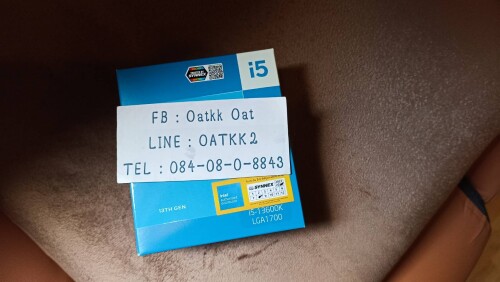 i5
FB : Oatkk Oat
LINE : OATKK2
TEL : 084-08-0-8843
SYNNEX
13TH GEN
i5-13600K
LGA1700